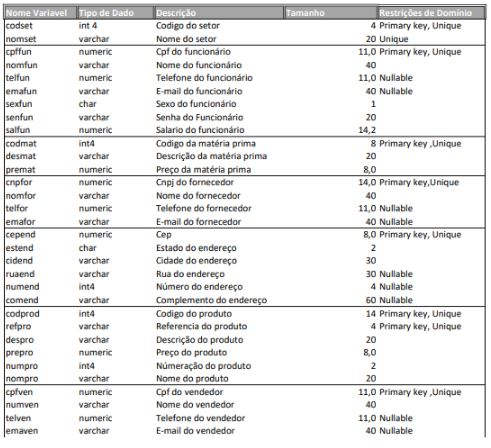 Nome Variavel Tipo de Dado Descrição Tamanho Restrições de Domínio
codset int 4 Codigo do setor 4 Primary key, Unique
nomset varchar Nome do setor 20 Unique
cpffun numeric Cpf do funcionário 11,0 Primary key, Unique
nomfun varchar Nome do funcionário 40
telfun numeric Telefone do funcionário 11,0 Nullable
emafun varchar E-mail do funcionário 40 Nullable
sexfun char Sexo do funcionário 1
senfun varchar Senha do Funcionário 20
salfun numeric Salario do funcionário 14,2
codmat int4 Codigo da matéria prima 8 Primary key ,Unique
desmat varchar Descrição da matéria prima 20
premat numeric Preço da matéria prima 8,0
cnpfor numeric Cnpj do fornecedor 14,0 Primary key,Unique
nomfor varchar Nome do fornecedor 40
telfor numeric Telefone do fornecedor 11,0 Nullable
emafor varchar E-mail do fornecedor 40 Nullable
cepend numeric Cep 8,0 Primary key, Unique
estend char Estado do endereço 2
cidend varchar Cidade do endereço 30
ruaend varchar Rua do endereço 30 Nullable
numend int4 Número do endereço 4 Nullable
comend varchar Complemento do endereço 60 Nullable
codprod int4 Codigo do produto 14 Primary key, Unique
refpro varchar Referencia do produto 4 Primary key, Unique
despro varchar Descrição do produto 20
prepro numeric Preço do produto 8,0
numpro int4 Númeração do produto 2
nompro varchar Nome do produto 20
cpfven numeric Cpf do vendedor 11,0 Primary key ,Unique
numven varchar Nome do vendedor 40
telven numeric Telefone do vendedor 11,0 Nullable
emaven varchar E-mail do vendedor 40 Nullable